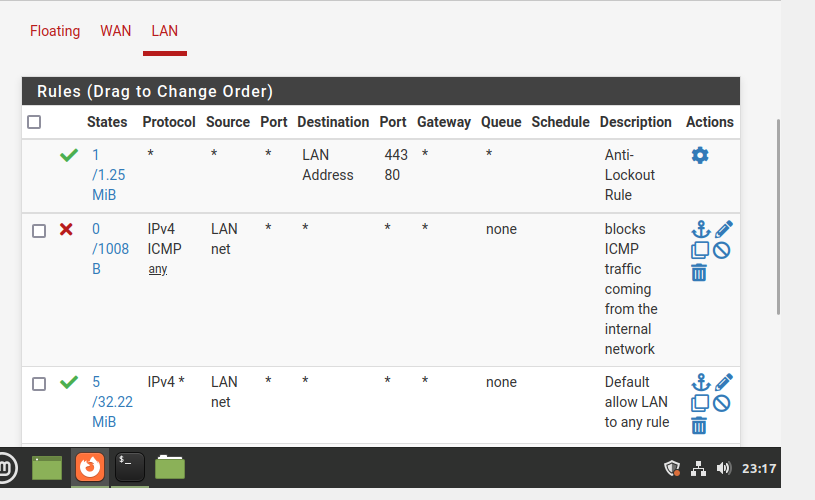 Floating WAN LAN
Rules (Drag to Change Order)
States Protocol Source Port Destination Port Gateway Queue Schedule Description Actions
1 * * * LAN 443 * * Anti-
/1.25 Address 80 Lockout
MiB Rule
0 IPv4 LAN * * * * none blocks
/1008 ICMP net ICMP
B any traffic
coming
from the
internal
network
5 IPv4 * LAN * * * * none Default
/32.22 net allow LAN
MiB to any rule
$_ 23:17